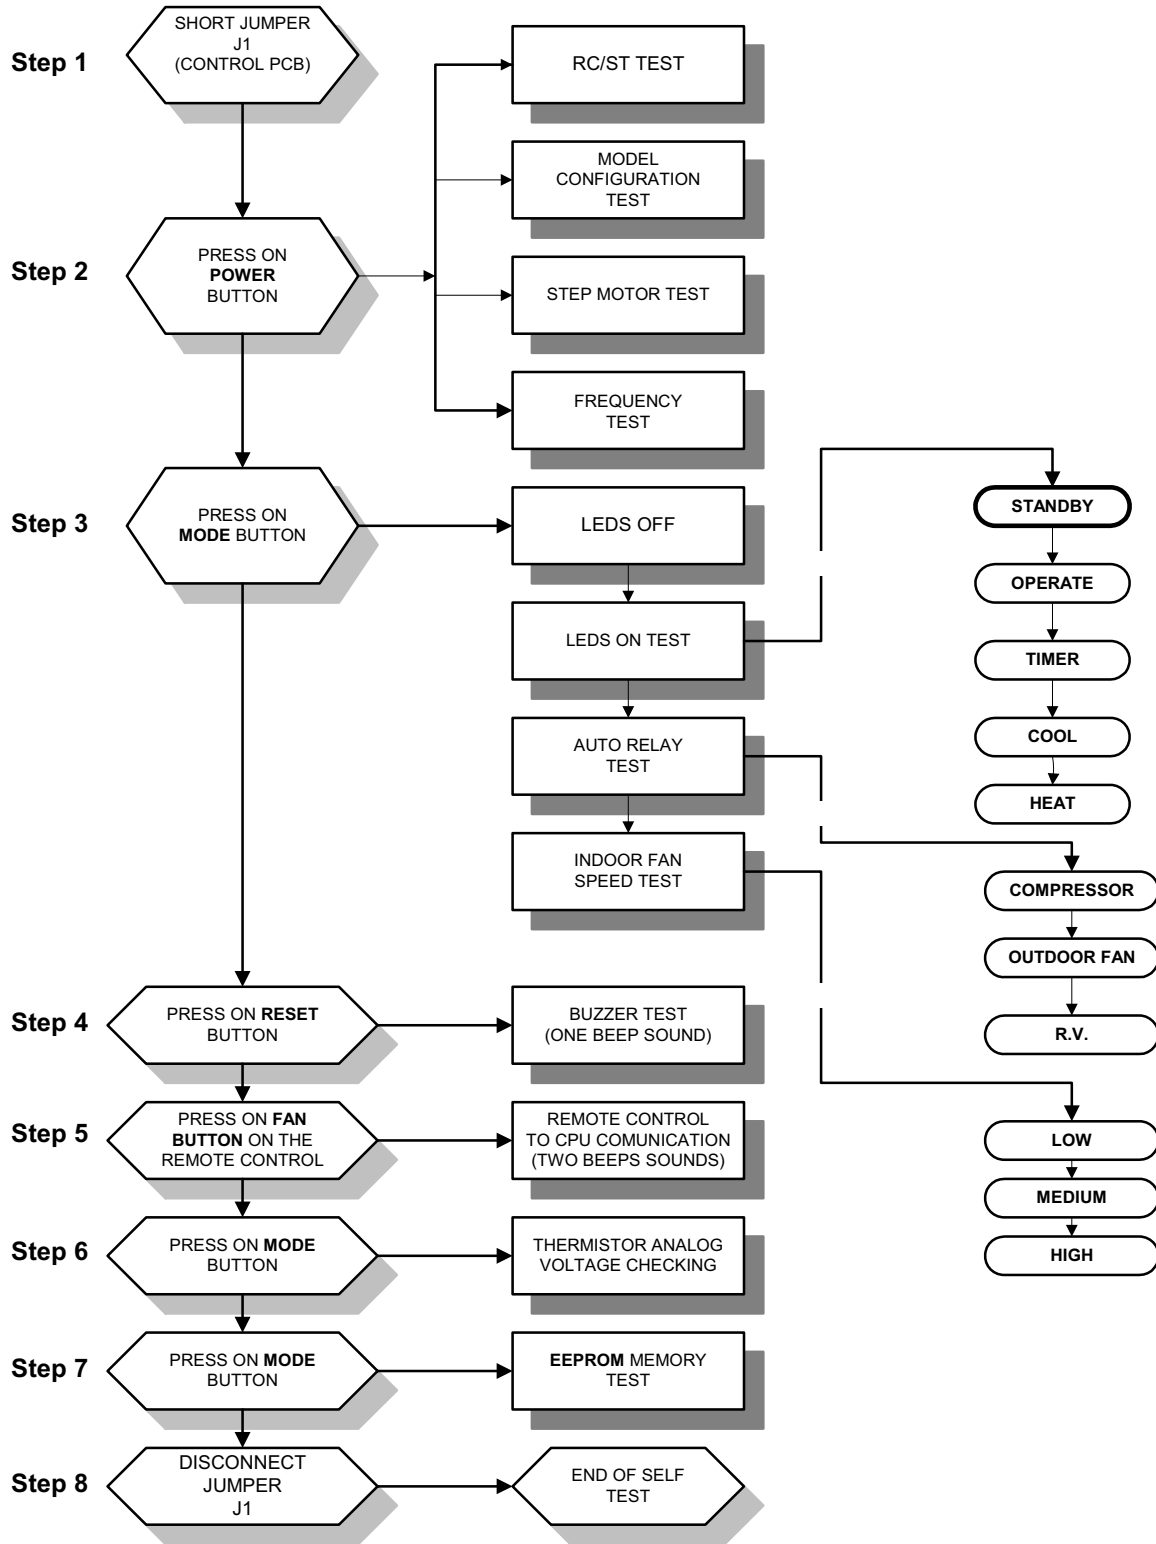 Step 1
SHORT JUMPER
J1
(CONTROL PCB)
RC/ST TEST
MODEL
CONFIGURATION
TEST
Step 2
PRESS ON
POWER
BUTTON
STEP MOTOR TEST
FREQUENCY
TEST
Step 3
PRESS ON
MODE BUTTON
LEDS OFF
LEDS ON TEST
AUTO RELAY
TEST
INDOOR FAN
SPEED TEST
STANDBY
OPERATE
TIMER
COOL
HEAT
COMPRESSOR
OUTDOOR FAN
R.V.
LOW
MEDIUM
HIGH
Step 4
PRESS ON RESET
BUTTON
BUZZER TEST
(ONE BEEP SOUND)
Step 5
PRESS ON FAN
BUTTON ON THE
REMOTE CONTROL
REMOTE CONTROL
TO CPU COMUNICATION
(TWO BEEPS SOUNDS)
Step 6
PRESS ON MODE
BUTTON
THERMISTOR ANALOG
VOLTAGE CHECKING
Step 7
PRESS ON MODE
BUTTON
EEPROM MEMORY
TEST
Step 8
DISCONNECT
JUMPER
J1
END OF SELF
TEST